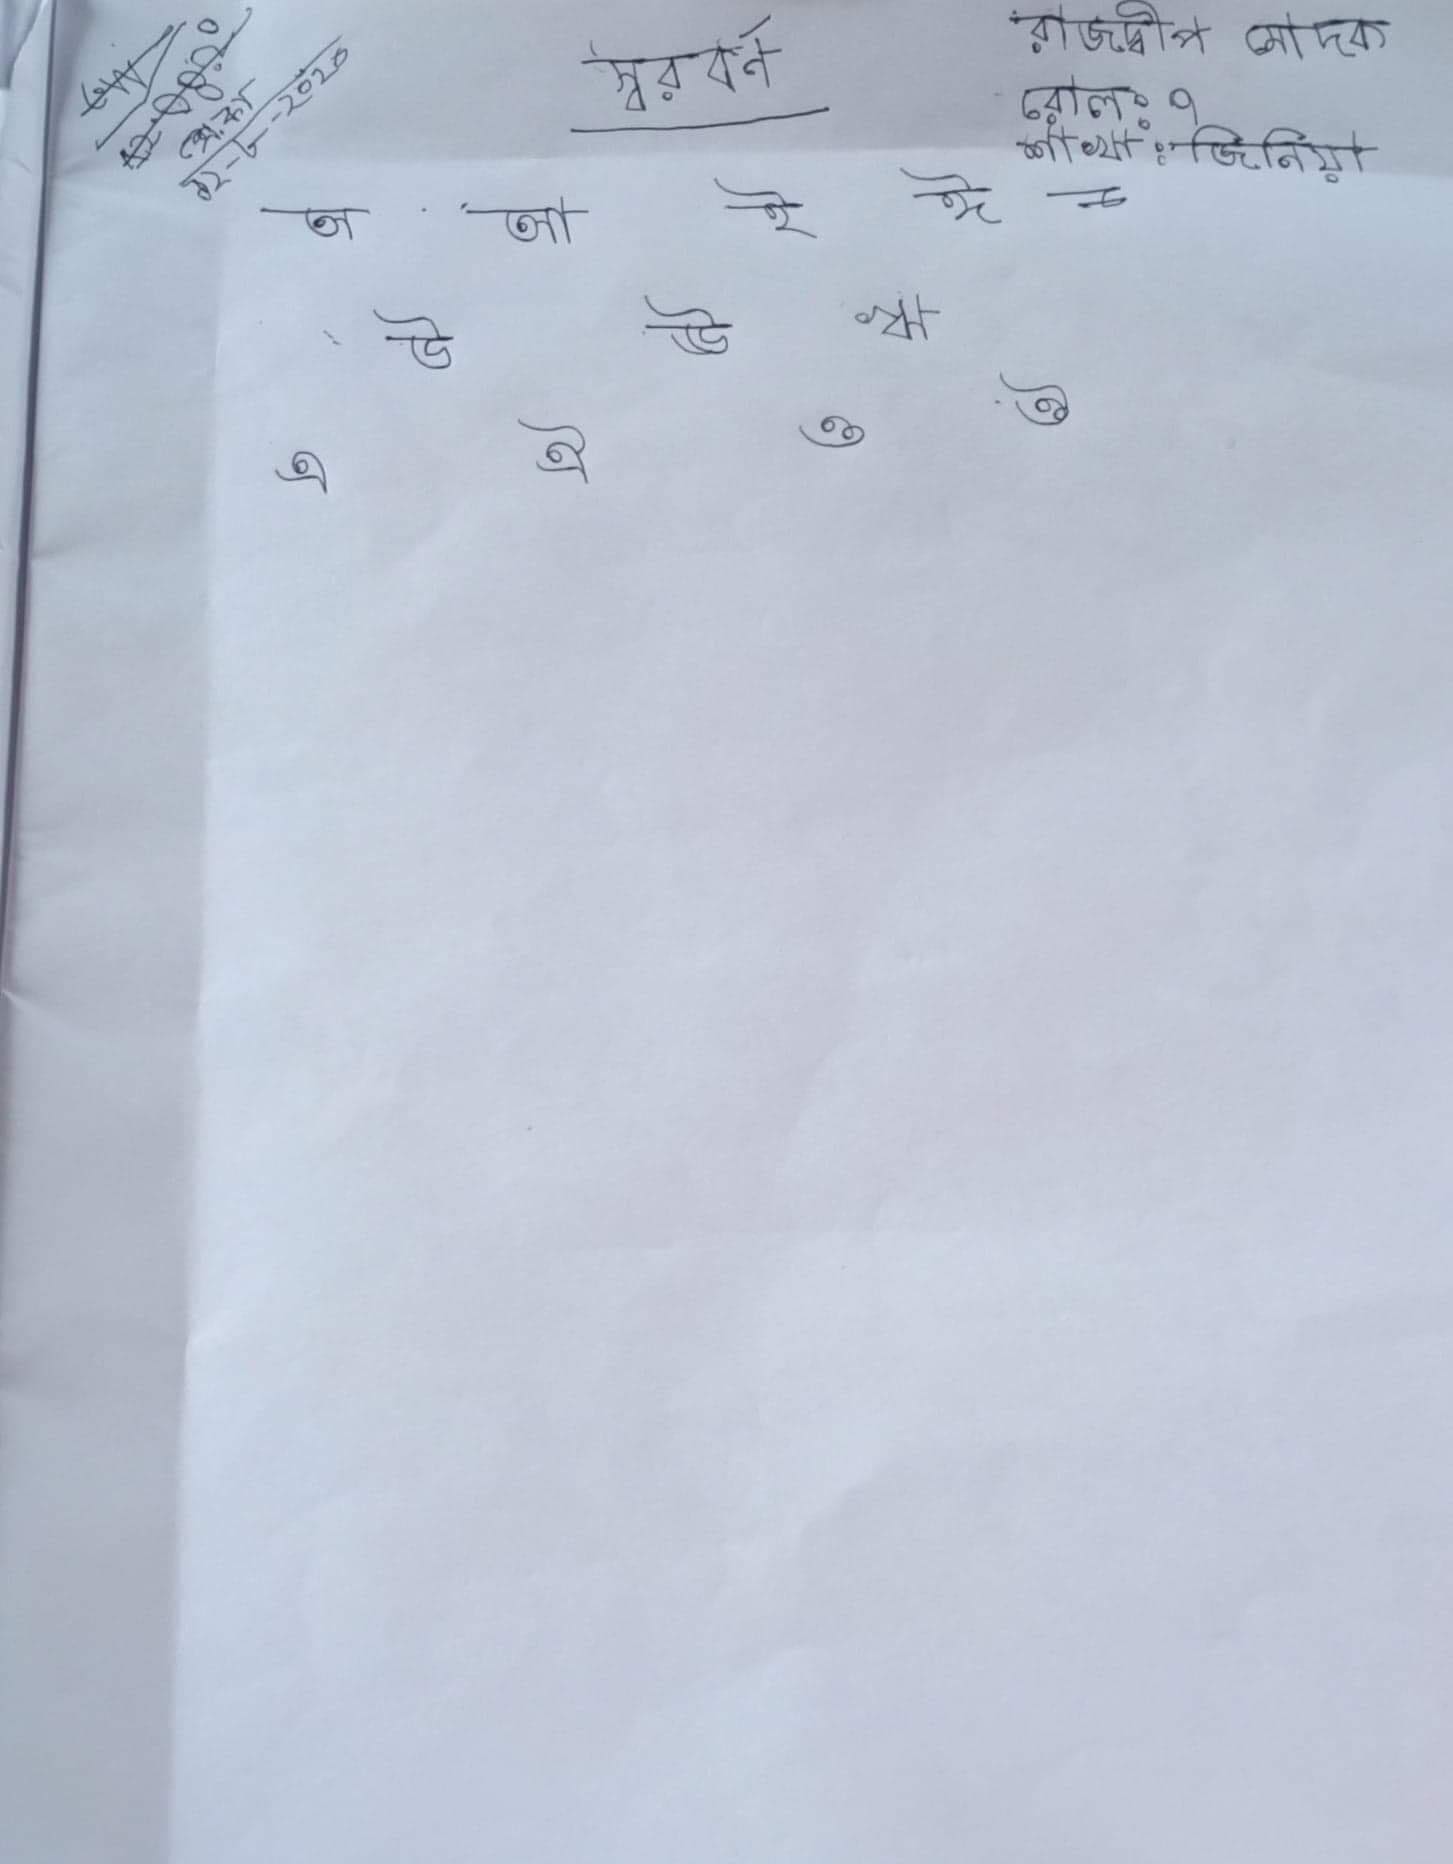 স্বরবর্ন
রাজদ্বীপ মোদক
রোল: ৭
শাখা: জিনিয়া
অ আ ই ঈ
উ ঊ ঋ
এ ঐ ও ঔ